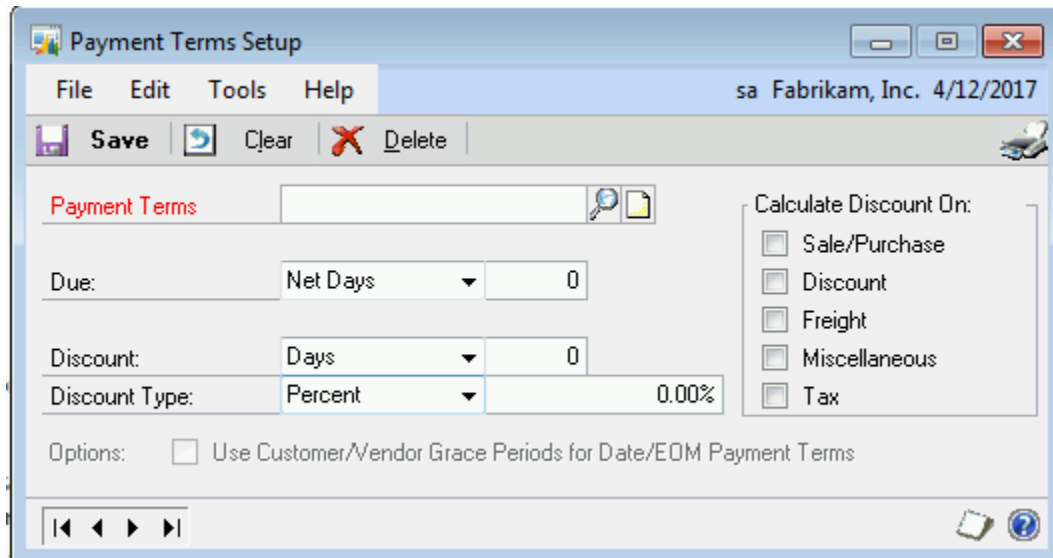 Payment Terms Setup
File Edit Tools Help sa Fabrikam, Inc. 4/12/2017
Save Clear Delete
Payment Terms Calculate Discount On:
Sale/Purchase
Due: Net Days 0 Discount
Freight
Discount: Days 0 Miscellaneous
Discount Type: Percent 0.00% Tax
Options: Use Customer/Vendor Grace Periods for Date/EOM Payment Terms